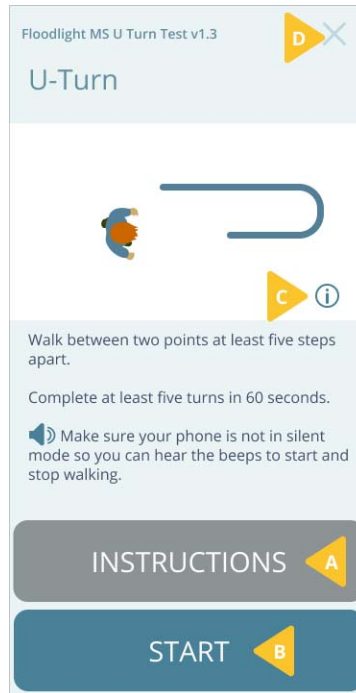 Floodlight MS U Turn Test v1.3
D
U-Turn
C
Walk between two points at least five steps
apart.
Complete at least five turns in 60 seconds.
Make sure your phone is not in silent
mode so you can hear the beeps to start and
stop walking.
INSTRUCTIONS A
START B